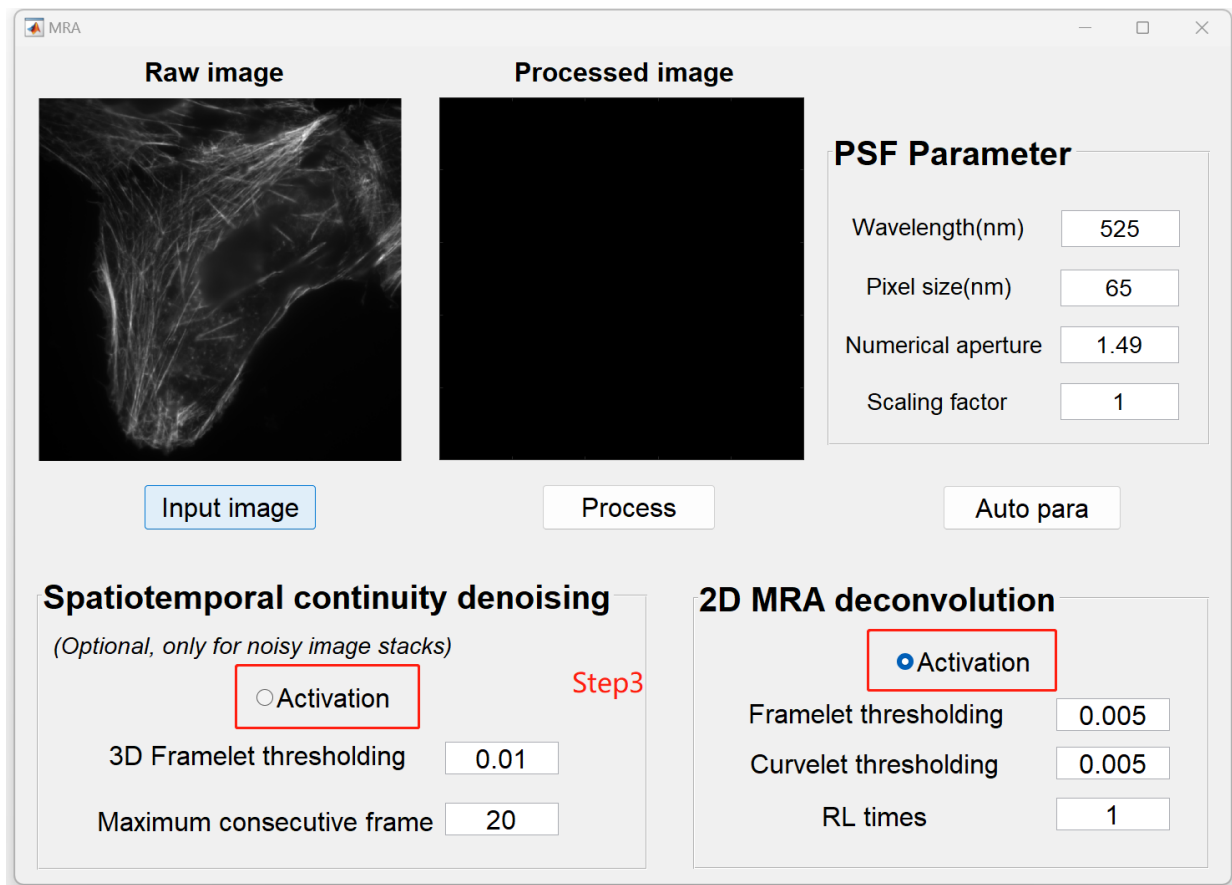 MRA
Raw image
Processed image
PSF Parameter
Wavelength(nm)
525
Pixel size(nm)
65
Numerical aperture
1.49
Scaling factor
1
Input image
Process
Auto para
Spatiotemporal continuity denoising
(Optional, only for noisy image stacks)
Activation
Step3
3D Framelet thresholding
0.01
Maximum consecutive frame
20
2D MRA deconvolution
Activation
Framelet thresholding
0.005
Curvelet thresholding
0.005
RL times
1